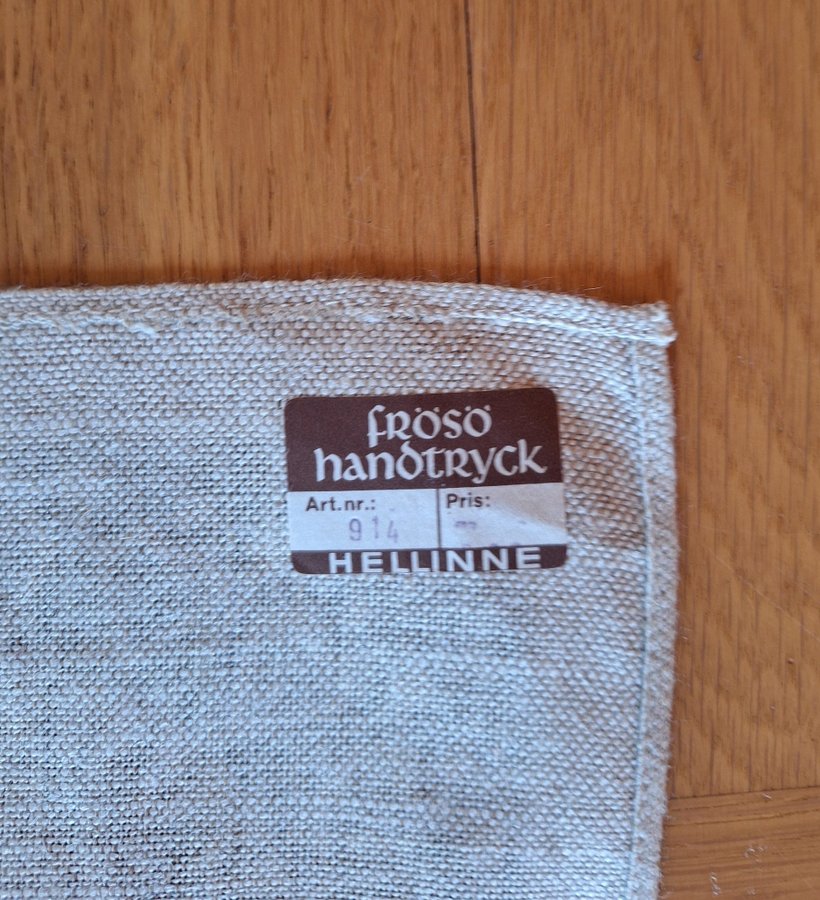 frösö
handtryck
Art.nr.: Pris:
914
HELLINNE